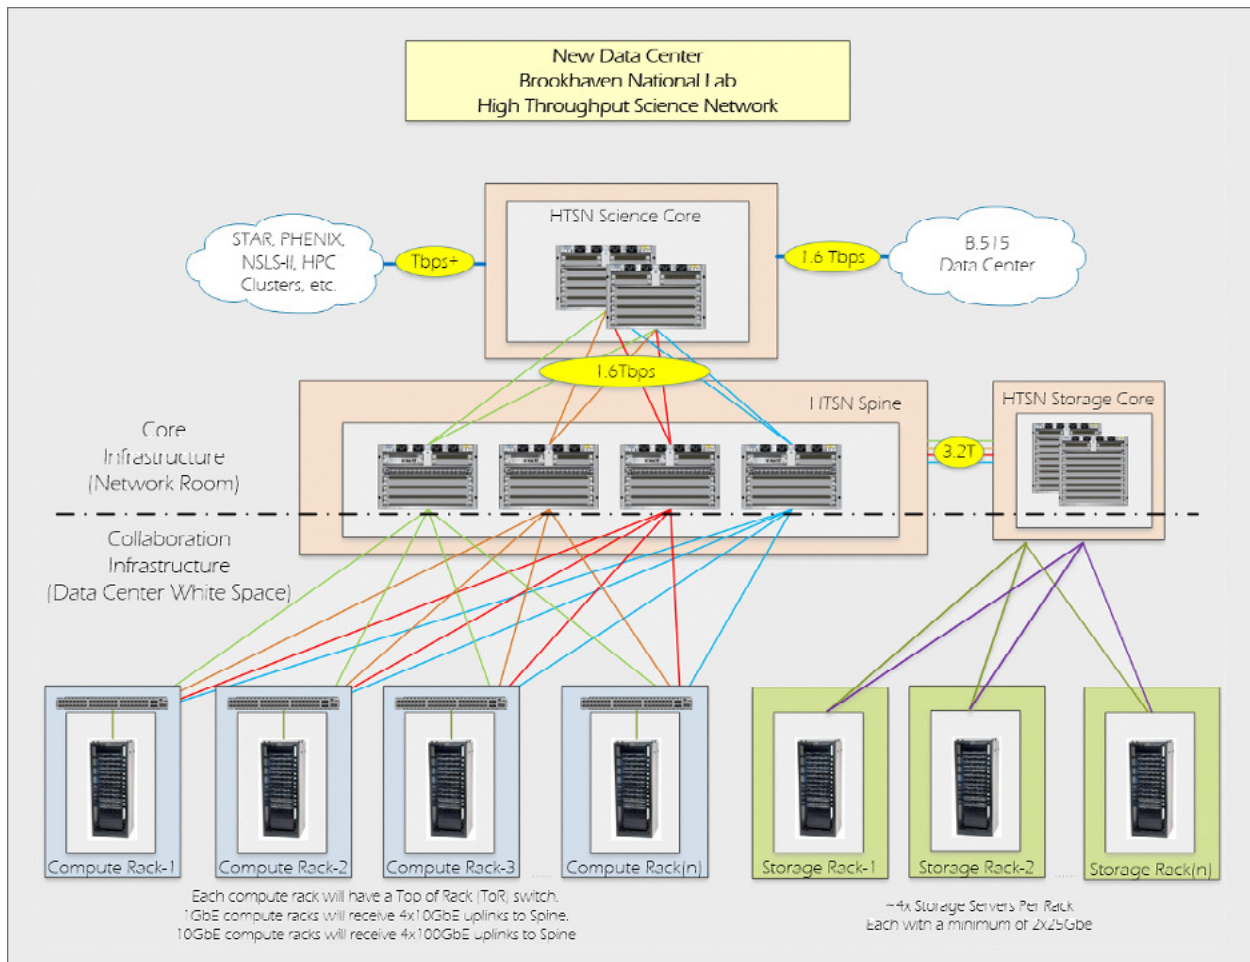 New Data Center
Brookhaven National Lab
High Throughput Science Network
HTSN Science Core
STAR, PHENIX,
NSLS-II, HPC
Clusters, etc.
Tbps+
1.6 Tbps
B.515
Data Center
1.6Tbps
HTSN Spine
HTSN Storage Core
3.2T
Core
Infrastructure
(Network Room)
Collaboration
Infrastructure
(Data Center White Space)
Compute Rack-1
Compute Rack-2
Compute Rack-3
......
Compute Rack(n)
Storage Rack-1
Storage Rack-2
......
Storage Rack(n)
Each compute rack will have a Top of Rack (ToR) switch.
1GbE compute racks will receive 4x10GbE uplinks to Spine.
10GbE compute racks will receive 4x100GbE uplinks to Spine
~4x Storage Servers Per Rack
Each with a minimum of 2x25Gbe